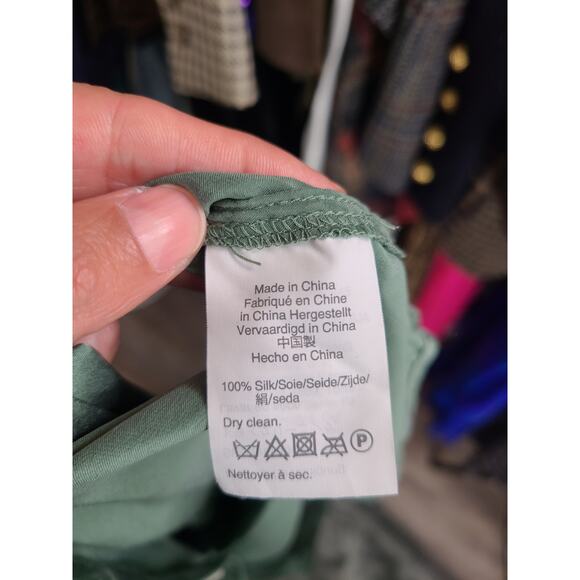 Made in China
Fabriqué en Chine
in China Hergestellt
Vervaardigd in China
中国製
Hecho en China
100% Silk/Soie/Seide/Zijde/
絹/seda
Dry clean.
P
Nettoyer à sec.